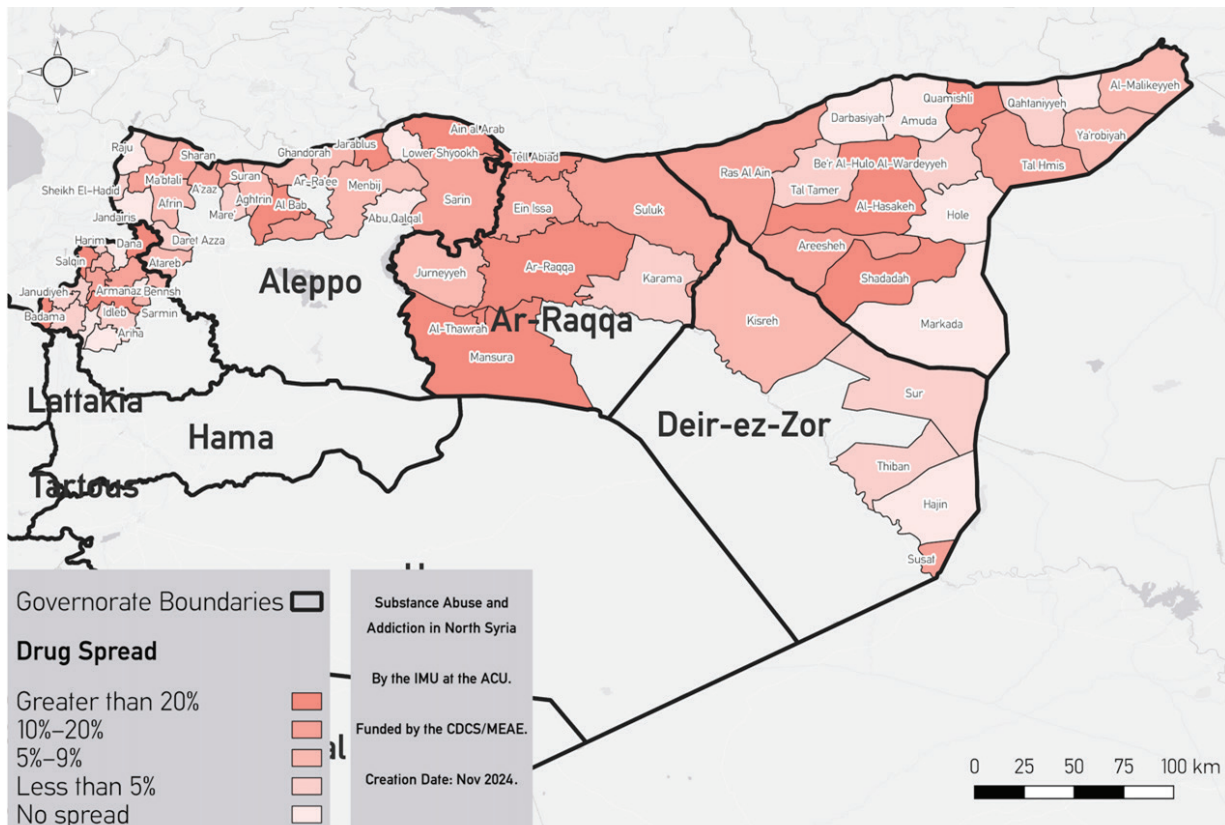 Ain al Arab
Raju
Sharan
Ghandorah
Jarablus
Lower Shyookh
Tell Abiad
Darbasiyah
Amuda
Quamishli
Qahtaniyyeh
Al-Malikeyyeh
Ya'robiyah
Sheikh El-Hadid
Ma'btali
A'zaz
Suran
Ar-Ra'ee
Menbij
Ras Al Ain
Be'r Al-Hulo Al-Wardeyyeh
Tal Hmis
Afrin
Mare'
Aghtrin
Al Bab
Abu Qalqal
Sarin
Ein Issa
Suluk
Tal Tamer
Al-Hasakeh
Hole
Jandairis
Harim
Dana
Daret Azza
Salqin
Atareb
Aleppo
Jurneyyeh
Ar-Raqqa
Karama
Areesheh
Shadadah
Janudiyeh
Armanaz
Bennsh
Badama
Idleb
Sarmin
Ariha
Al-Thawrah
Ar-Raqqa
Mansura
Kisreh
Markada
Lattakia
Hama
Deir-ez-Zor
Sur
Tartous
Thiban
Hajin
Susat
Governorate Boundaries
Drug Spread
Greater than 20%
10%–20%
5%–9%
Less than 5%
No spread
Substance Abuse and
Addiction in North Syria
By the IMU at the ACU.
Funded by the CDCS/MEAE.
Creation Date: Nov 2024.
al
0 25 50 75 100 km